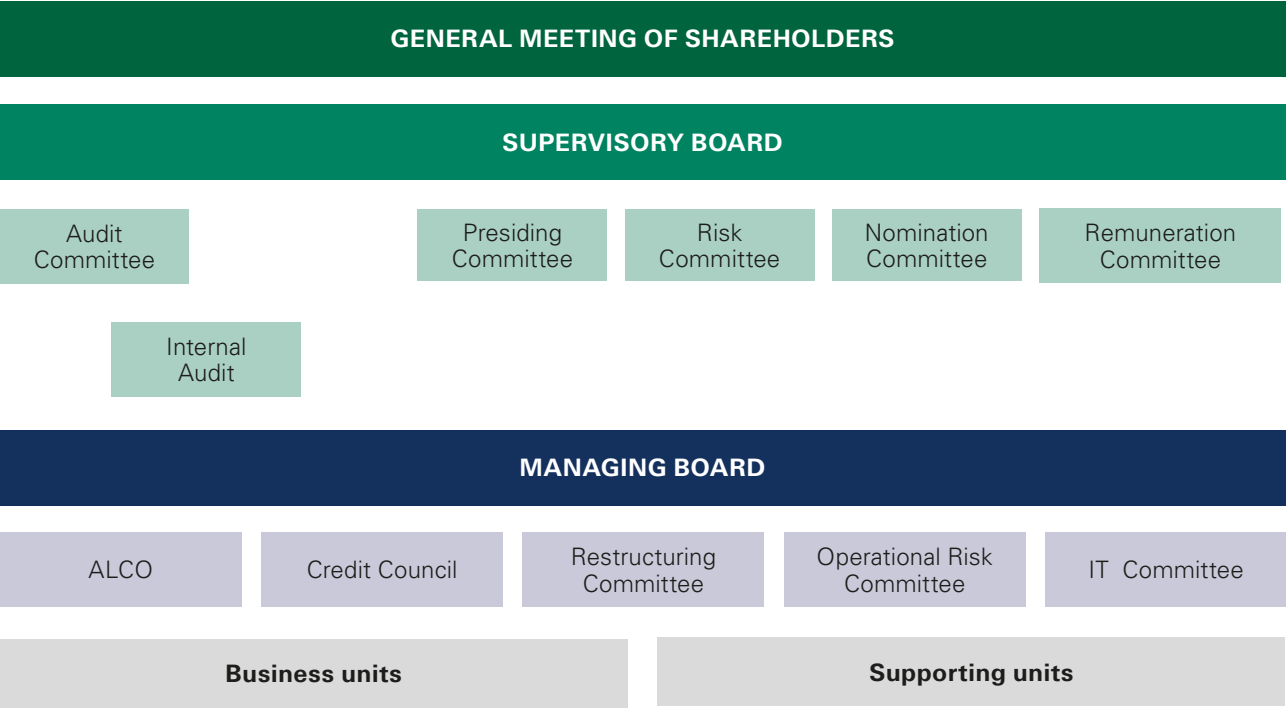 GENERAL MEETING OF SHAREHOLDERS
SUPERVISORY BOARD
Audit
Committee
Presiding
Committee
Risk
Committee
Nomination
Committee
Remuneration
Committee
Internal
Audit
MANAGING BOARD
ALCO
Credit Council
Restructuring
Committee
Operational Risk
Committee
IT Committee
Business units
Supporting units